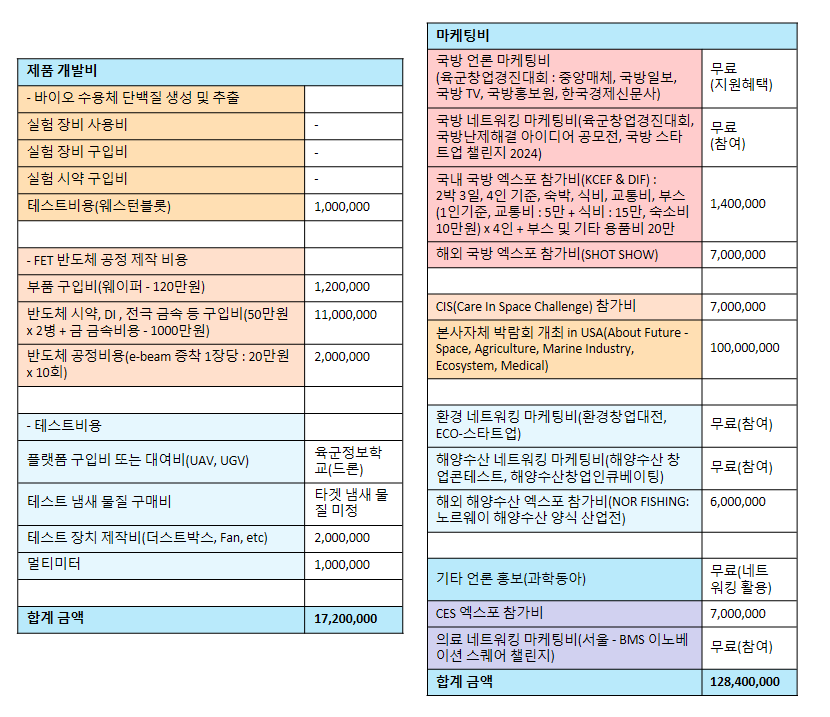 제품 개발비
- 바이오 수용체 단백질 생성 및 추출
실험 장비 사용비 -
실험 장비 구입비 -
실험 시약 구입비 -
테스트비용(웨스턴블롯) 1,000,000
- FET 반도체 공정 제작 비용
부품 구입비(웨이퍼 - 120만원) 1,200,000
반도체 시약, DI , 전극 금속 등 구입비(50만원 11,000,000
x 2병 + 금 금속비용 - 1000만원)
반도체 공정비용(e-beam 증착 1장당 : 20만원 2,000,000
x 10회)
- 테스트비용
플랫폼 구입비 또는 대여비(UAV, UGV) 육군정보학
교(드론)
테스트 냄새 물질 구매비 타겟 냄새 물
질 미정
테스트 장치 제작비(더스트박스, Fan, etc) 2,000,000
멀티미터 1,000,000
합계 금액 17,200,000
마케팅비
국방 언론 마케팅비
(육군창업경진대회 : 중앙매체, 국방일보,
국방 TV, 국방홍보원, 한국경제신문사)
무료
(지원혜택)
국방 네트워킹 마케팅비(육군창업경진대회,
국방난제해결 아이디어 공모전, 국방 스타
트업 챌린지 2024)
무료
(참여)
국내 국방 엑스포 참가비(KCEF & DIF) :
2박 3일, 4인 기준, 숙박, 식비, 교통비, 부스
(1인기준, 교통비 : 5만 + 식비 : 15만, 숙소비
10만원) x 4인 + 부스 및 기타 용품비 20만
1,400,000
해외 국방 엑스포 참가비(SHOT SHOW) 7,000,000
CIS(Care In Space Challenge) 참가비 7,000,000
본사자체 박람회 개최 in USA(About Future -
Space, Agriculture, Marine Industry,
Ecosystem, Medical)
100,000,000
환경 네트워킹 마케팅비(환경창업대전,
ECO-스타트업)
무료(참여)
해양수산 네트워킹 마케팅비(해양수산 창
업콘테스트, 해양수산창업인큐베이팅)
무료(참여)
해외 해양수산 엑스포 참가비(NOR FISHING: 6,000,000
노르웨이 해양수산 양식 산업전)
기타 언론 홍보(과학동아) 무료(네트
워킹 활용)
CES 엑스포 참가비 7,000,000
의료 네트워킹 마케팅비(서울 - BMS 이노베
이션 스퀘어 챌린지)
무료(참여)
합계 금액 128,400,000